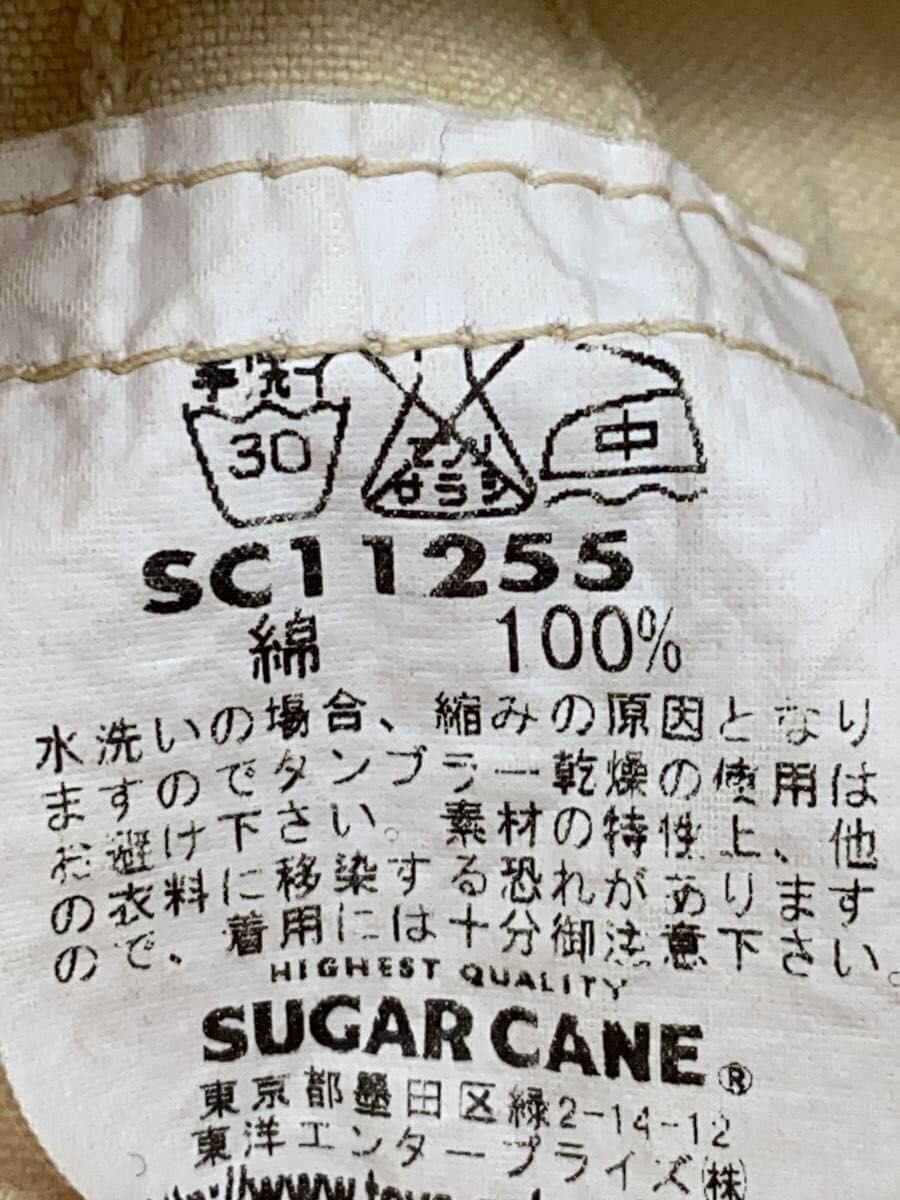 手洗イ
30
エンソ
サラシ
中
SC11255
綿 100%
水洗いの場合、縮みの原因となり
ますのでタンブラー乾燥の使用は
お避け下さい。素材の特性上、他
の衣料に移染する恐れがあります
ので、着用には十分御注意下さい。
HIGHEST QUALITY
SUGAR CANE®
東京都墨田区緑2-14-12
東洋エンタープライズ(株)